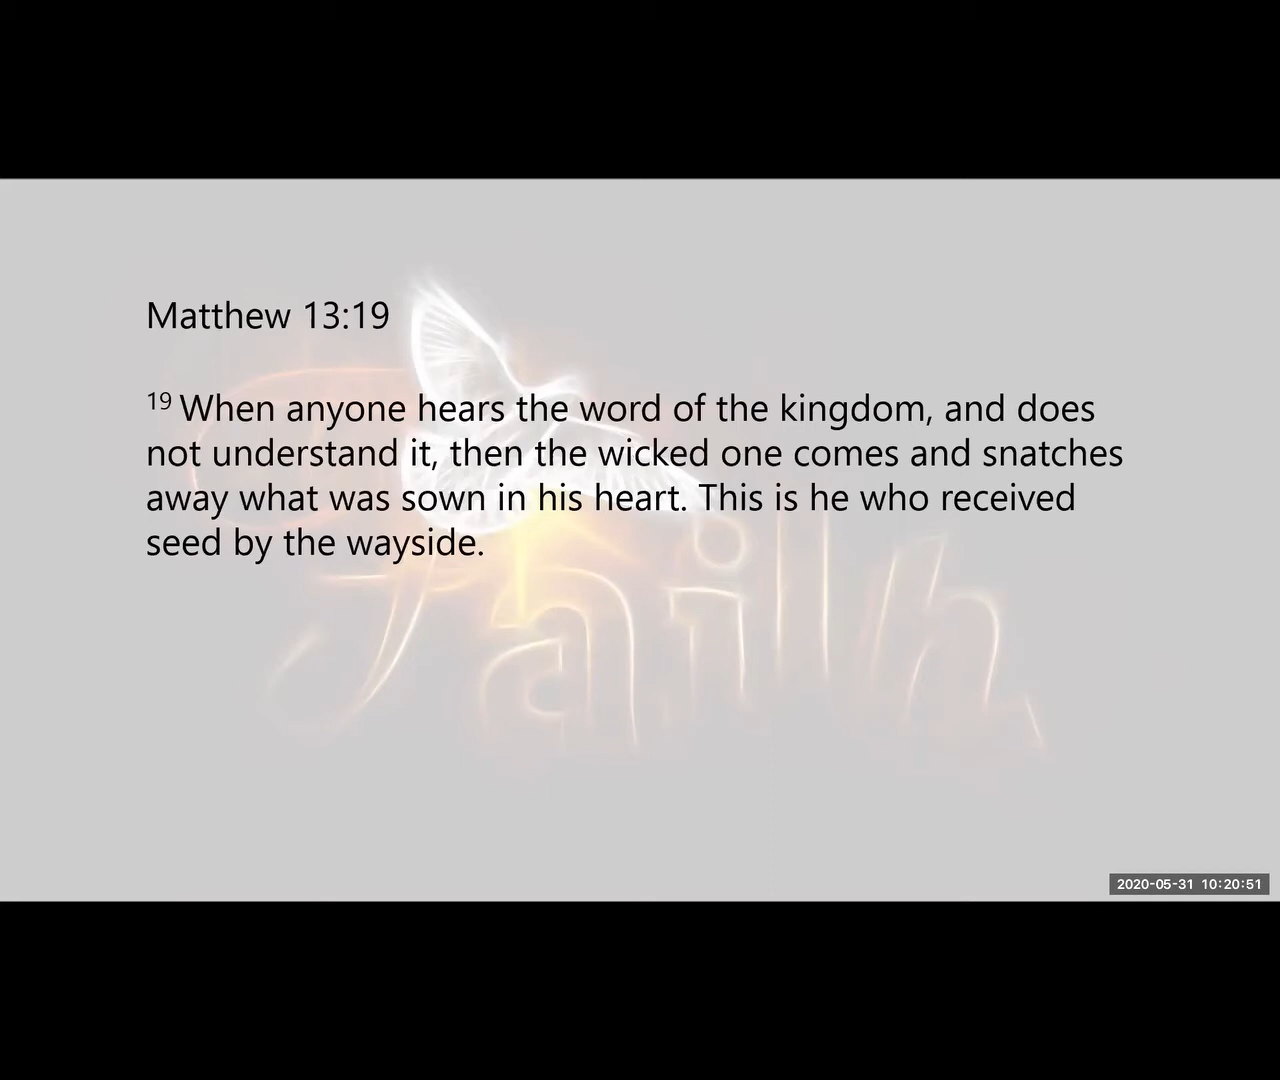 Matthew 13:19
19 When anyone hears the word of the kingdom, and does
not understand it, then the wicked one comes and snatches
away what was sown in his heart. This is he who received
seed by the wayside.
Faith
2020-05-31 10:20:51